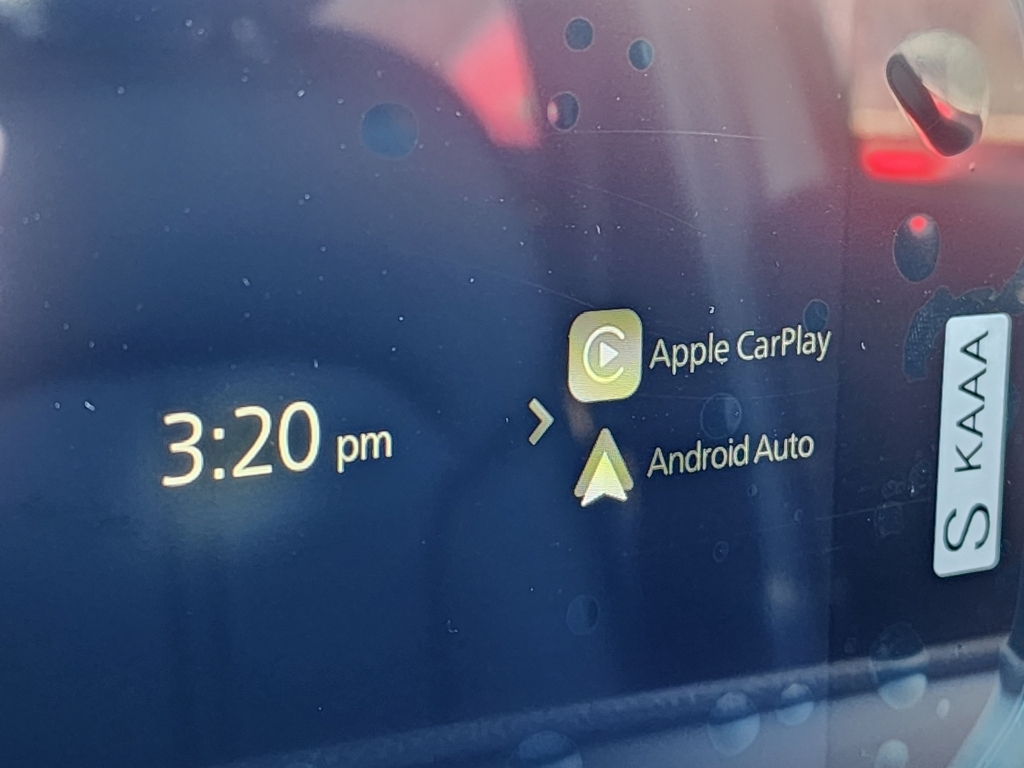 3:20 pm
Apple CarPlay
Android Auto
S KAAA